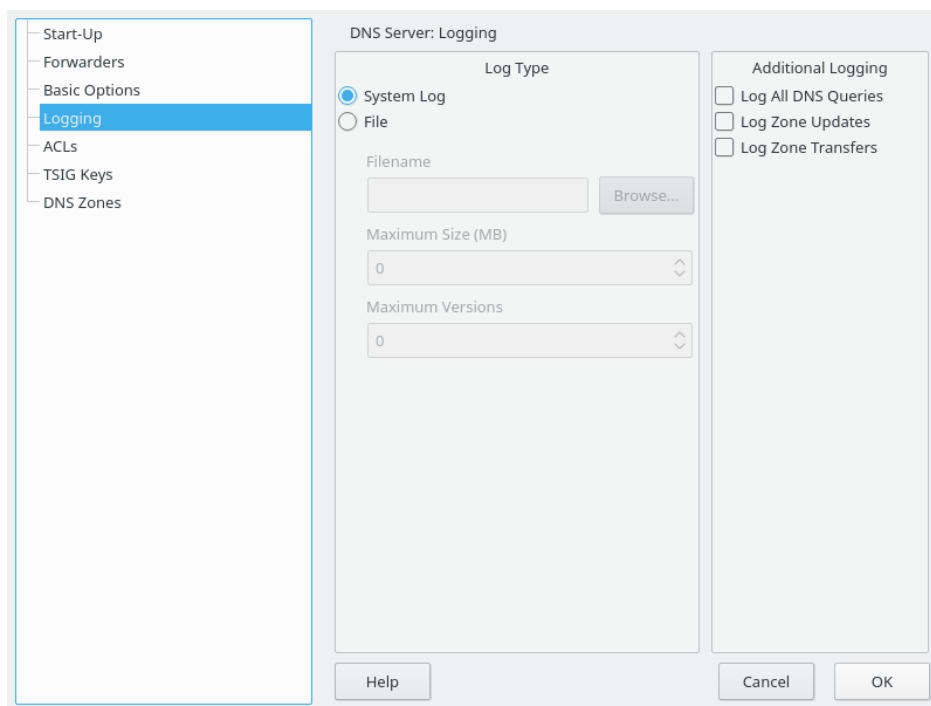 Start-Up
Forwarders
Basic Options
Logging
ACLs
TSIG Keys
DNS Zones
DNS Server: Logging
Log Type
System Log
File
Filename
Browse...
Maximum Size (MB)
0
Maximum Versions
0
Additional Logging
Log All DNS Queries
Log Zone Updates
Log Zone Transfers
Help
Cancel
OK